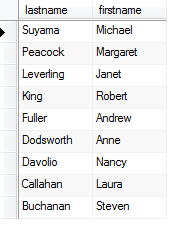 lastname firstname
Suyama Michael
Peacock Margaret
Leverling Janet
King Robert
Fuller Andrew
Dodsworth Anne
Davolio Nancy
Callahan Laura
Buchanan Steven